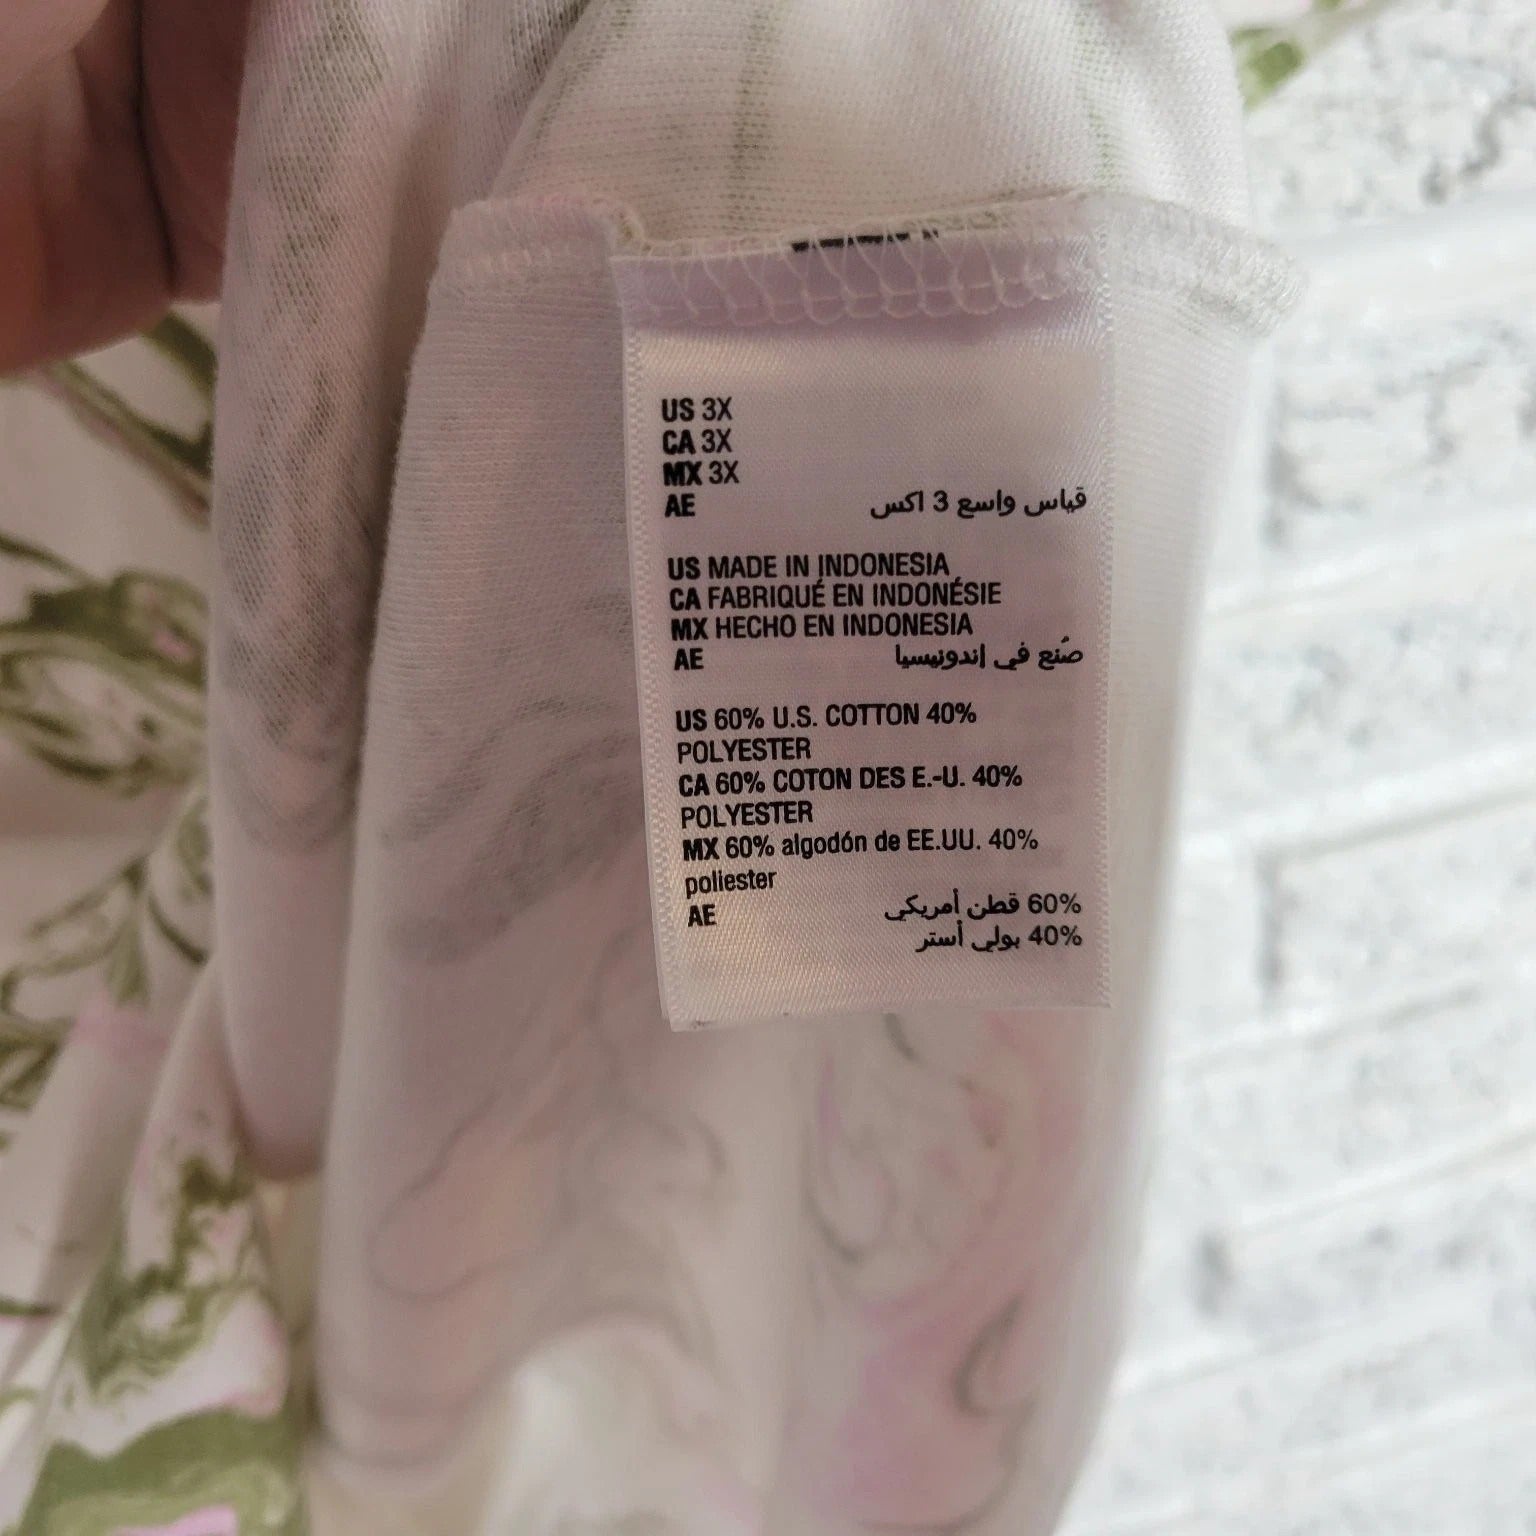 US 3X
CA 3X
MX 3X
AE قياس واسع 3 اكس
US MADE IN INDONESIA
CA FABRIQUÉ EN INDONÉSIE
MX HECHO EN INDONESIA
AE صُنع في إندونيسيا
US 60% U.S. COTTON 40%
POLYESTER
CA 60% COTON DES E.-U. 40%
POLYESTER
MX 60% algodón de EE.UU. 40%
poliester
AE 60% قطن أمريكي
40% بولي أستر